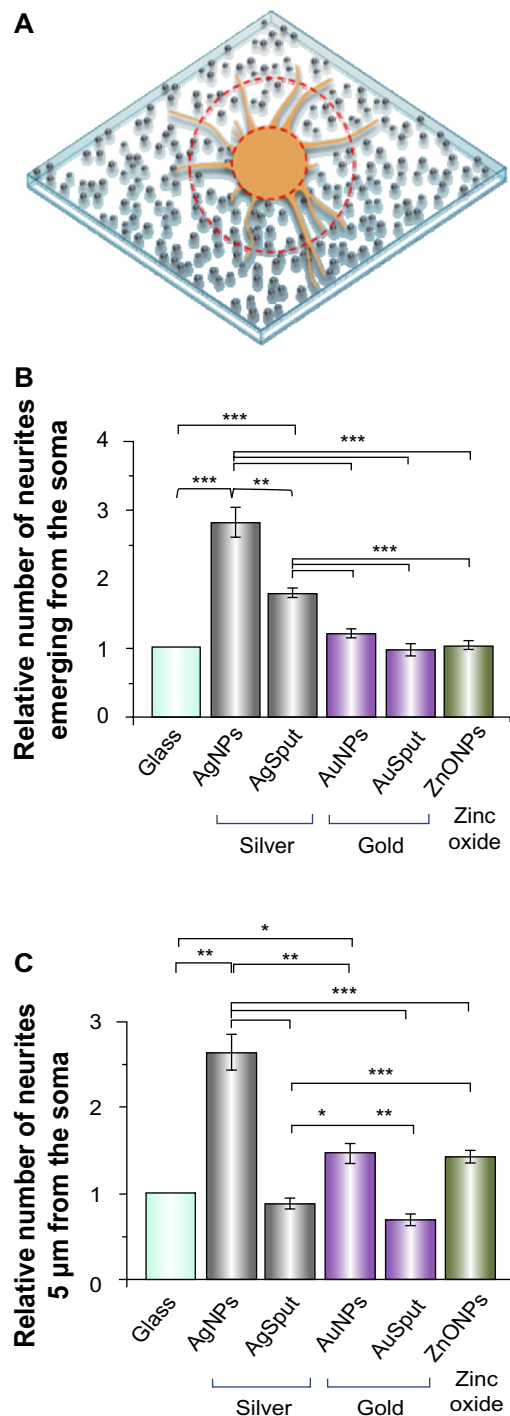 A
B
Relative number of neurites
emerging from the soma
4
3
2
1
0
***
***
**
***
***
Glass
AgNPs
AgSput
AuNPs
AuSput
ZnONPs
Silver
Gold
Zinc
oxide
C
Relative number of neurites
5 µm from the soma
3
2
1
0
*
**
**
***
***
*
**
Glass
AgNPs
AgSput
AuNPs
AuSput
ZnONPs
Silver
Gold
Zinc
oxide